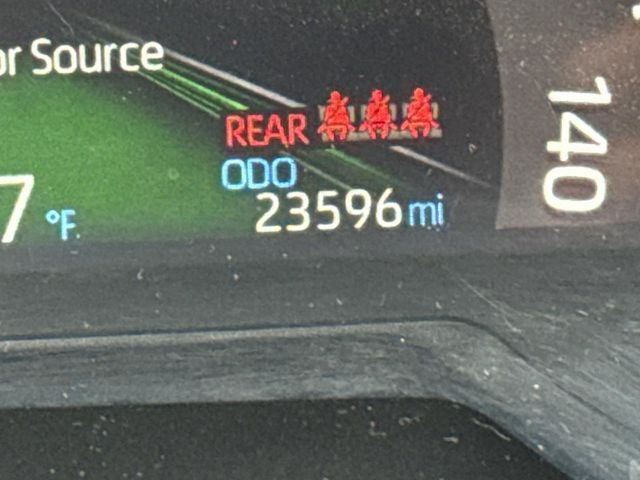 or Source
REAR
ODO
7 °F
23596 mi
140